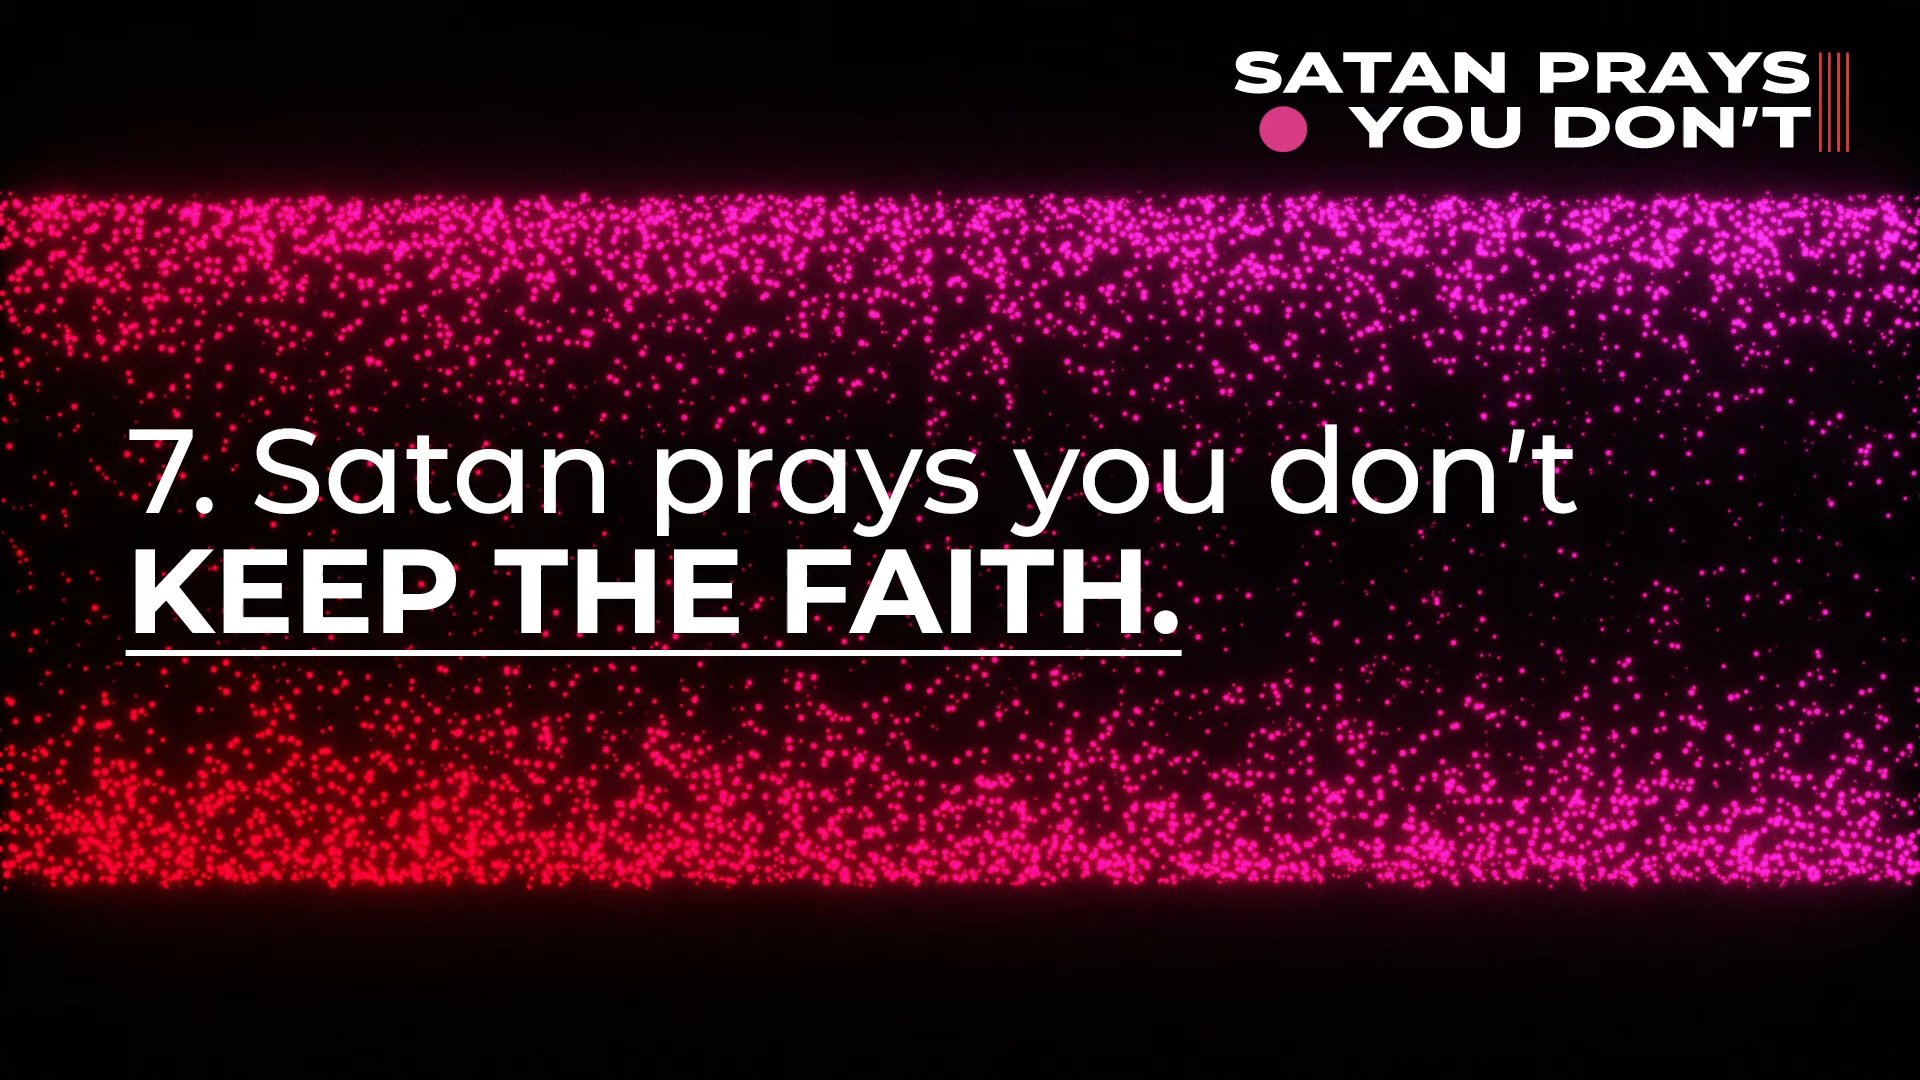 SATAN PRAYS
YOU DON'T
7. Satan prays you don't
KEEP THE FAITH.